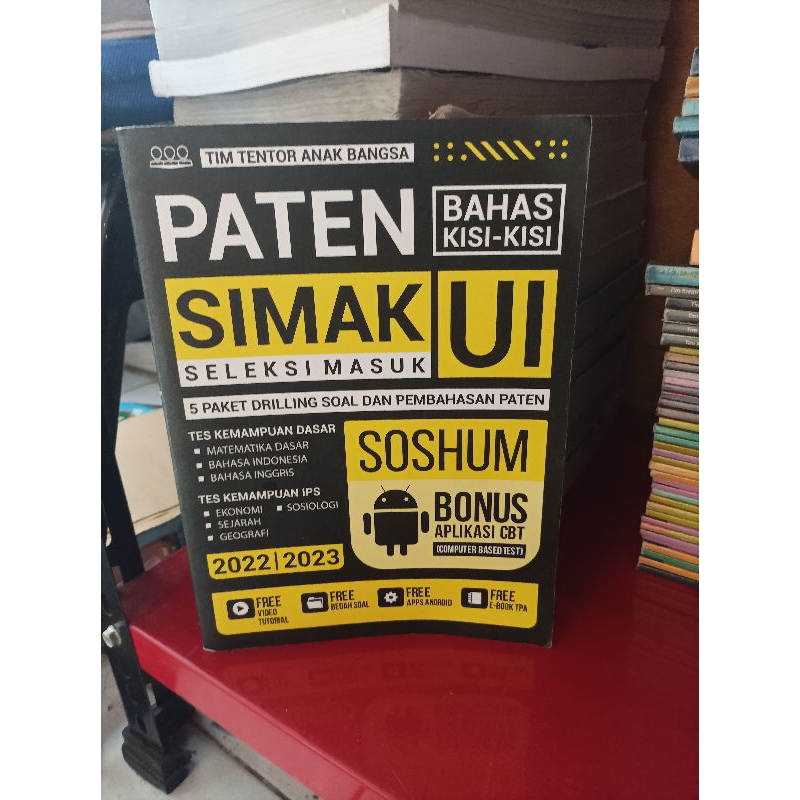 TIM TENTOR ANAK BANGSA
PATEN
BAHAS
KISI-KISI
SIMAK
UI
SELEKSI MASUK
5 PAKET DRILLING SOAL DAN PEMBAHASAN PATEN
TES KEMAMPUAN DASAR
MATEMATIKA DASAR
BAHASA INDONESIA
BAHASA INGGRIS
TES KEMAMPUAN IPS
EKONOMI
SOSIOLOGI
SEJARAH
GEOGRAFI
2022|2023
SOSHUM
BONUS
APLIKASI CBT
(COMPUTER BASED TEST)
FREE
VIDEO
TUTORIAL
FREE
BEDAH SOAL
FREE
APPS ANDROID
FREE
E-BOOK TPA